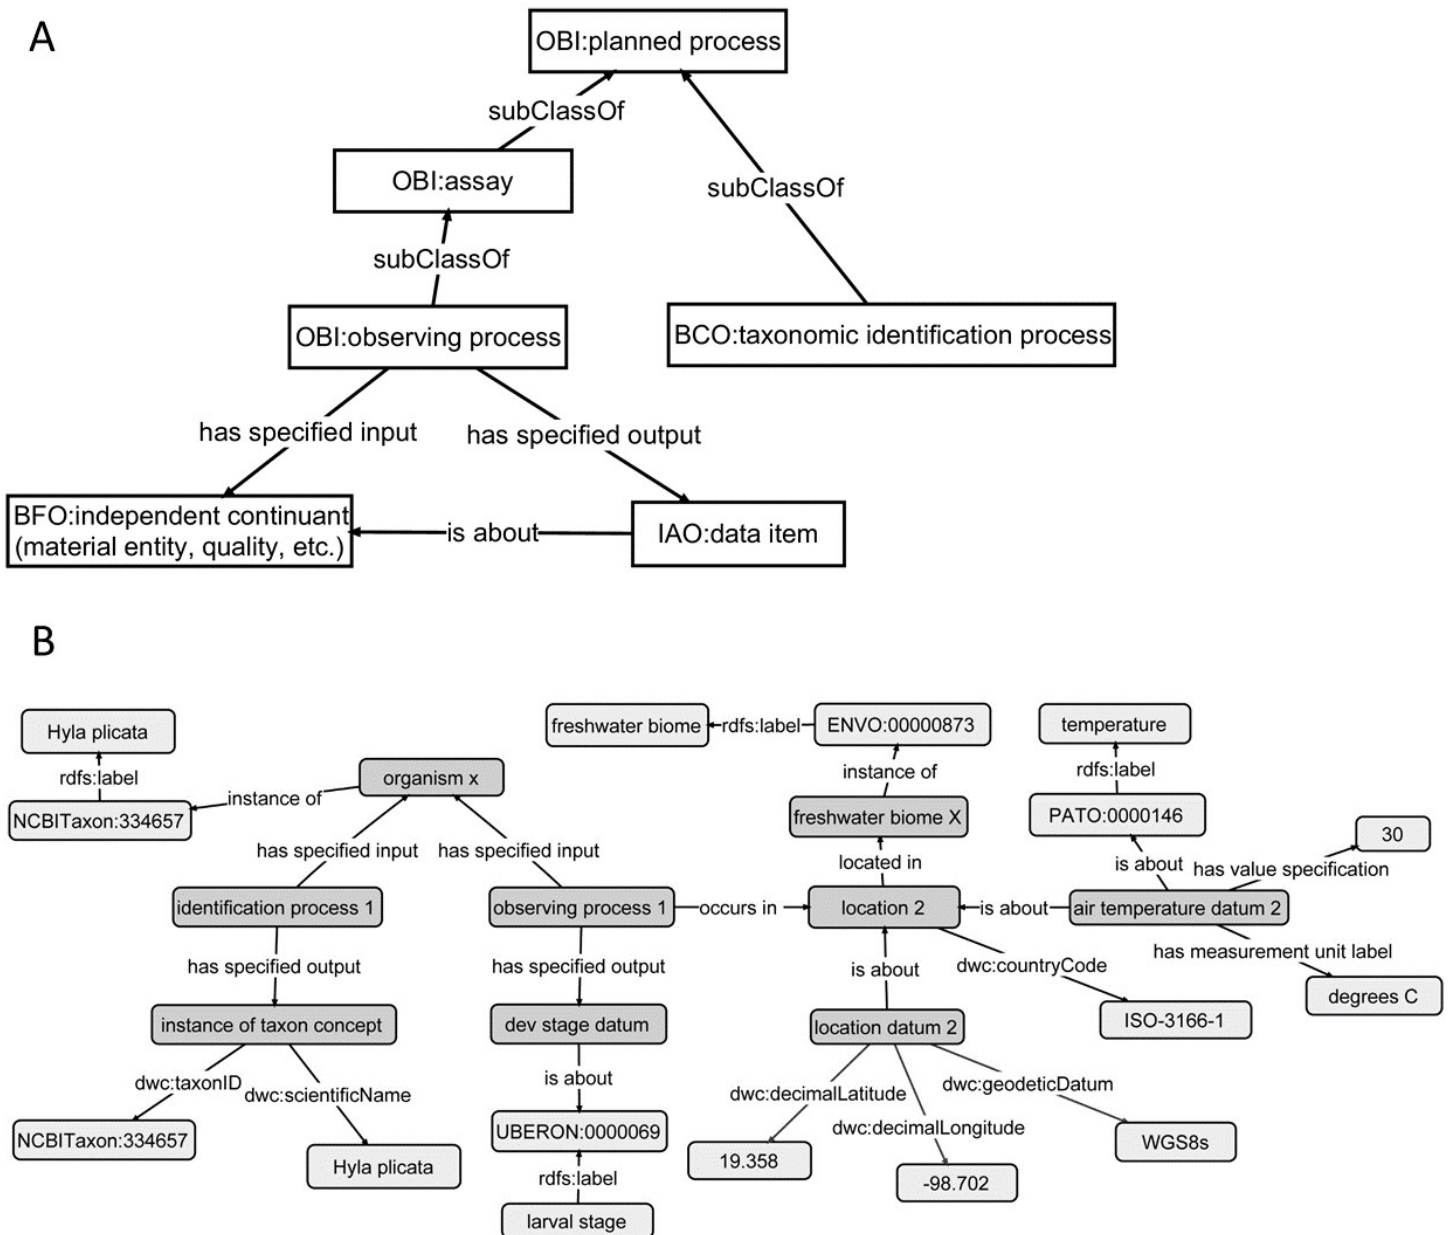 A
OBI:planned process
subClassOf
OBI:assay
subClassOf
subClassOf
OBI:observing process
BCO:taxonomic identification process
has specified input
has specified output
BFO:independent continuant
(material entity, quality, etc.)
is about
IAO:data item
B
Hyla plicata
freshwater biome
rdfs:label
ENVO:00000873
temperature
rdfs:label
organism x
instance of
rdfs:label
instance of
NCBITaxon:334657
freshwater biome X
PATO:0000146
30
has specified input
has specified input
located in
is about
has value specification
identification process 1
observing process 1
occurs in
location 2
is about
air temperature datum 2
has specified output
has specified output
is about
dwc:countryCode
has measurement unit label
degrees C
instance of taxon concept
dev stage datum
location datum 2
ISO-3166-1
dwc:taxonID
dwc:scientificName
is about
dwc:decimalLatitude
dwc:geodeticDatum
NCBITaxon:334657
UBERON:0000069
dwc:decimalLongitude
WGS8s
Hyla plicata
19.358
-98.702
rdfs:label
larval stage